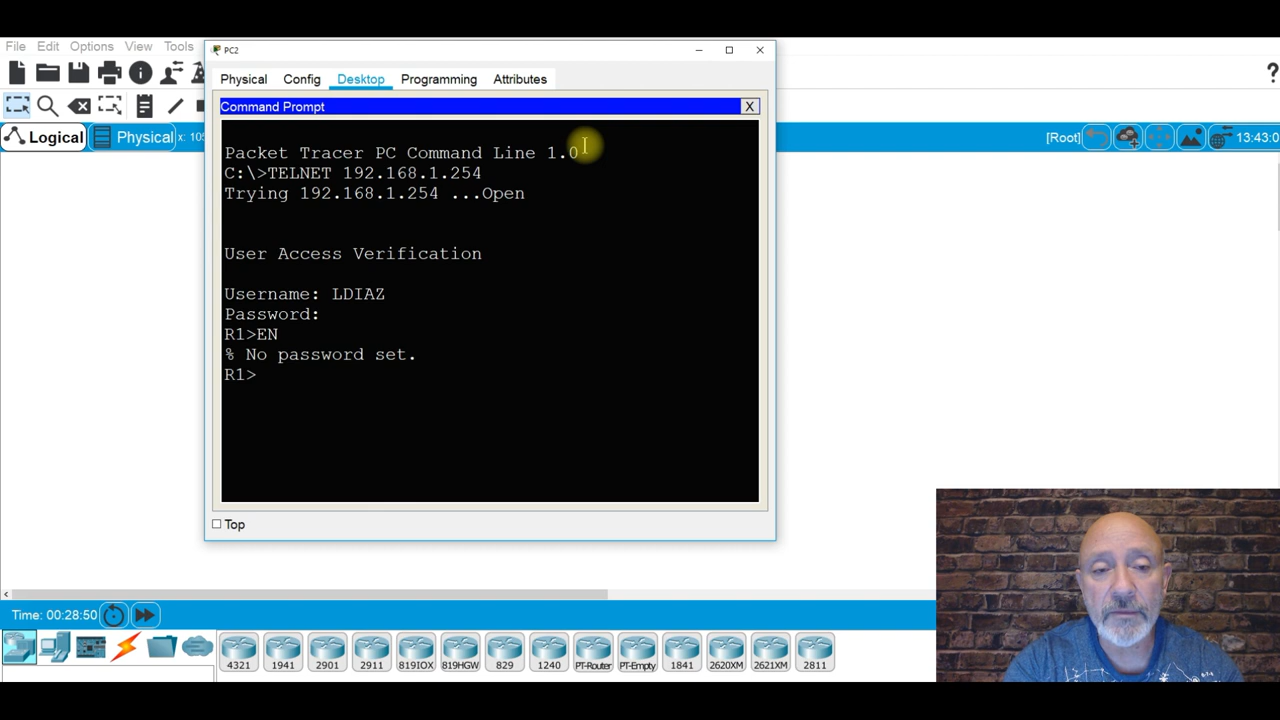 PC2
File Edit Options View Tools
?
Physical Config Desktop Programming Attributes
Command Prompt X
Logical Physical x: 105
[Root] 13:43:0
Packet Tracer PC Command Line 1.0
C:\>TELNET 192.168.1.254
Trying 192.168.1.254 ...Open
User Access Verification
Username: LDIAZ
Password:
R1>EN
% No password set.
R1>
Top
Time: 00:28:50
4321 1941 2901 2911 819IOX 819HGW 829 1240 PT-Router PT-Empty 1841 2620XM 2621XM 2811